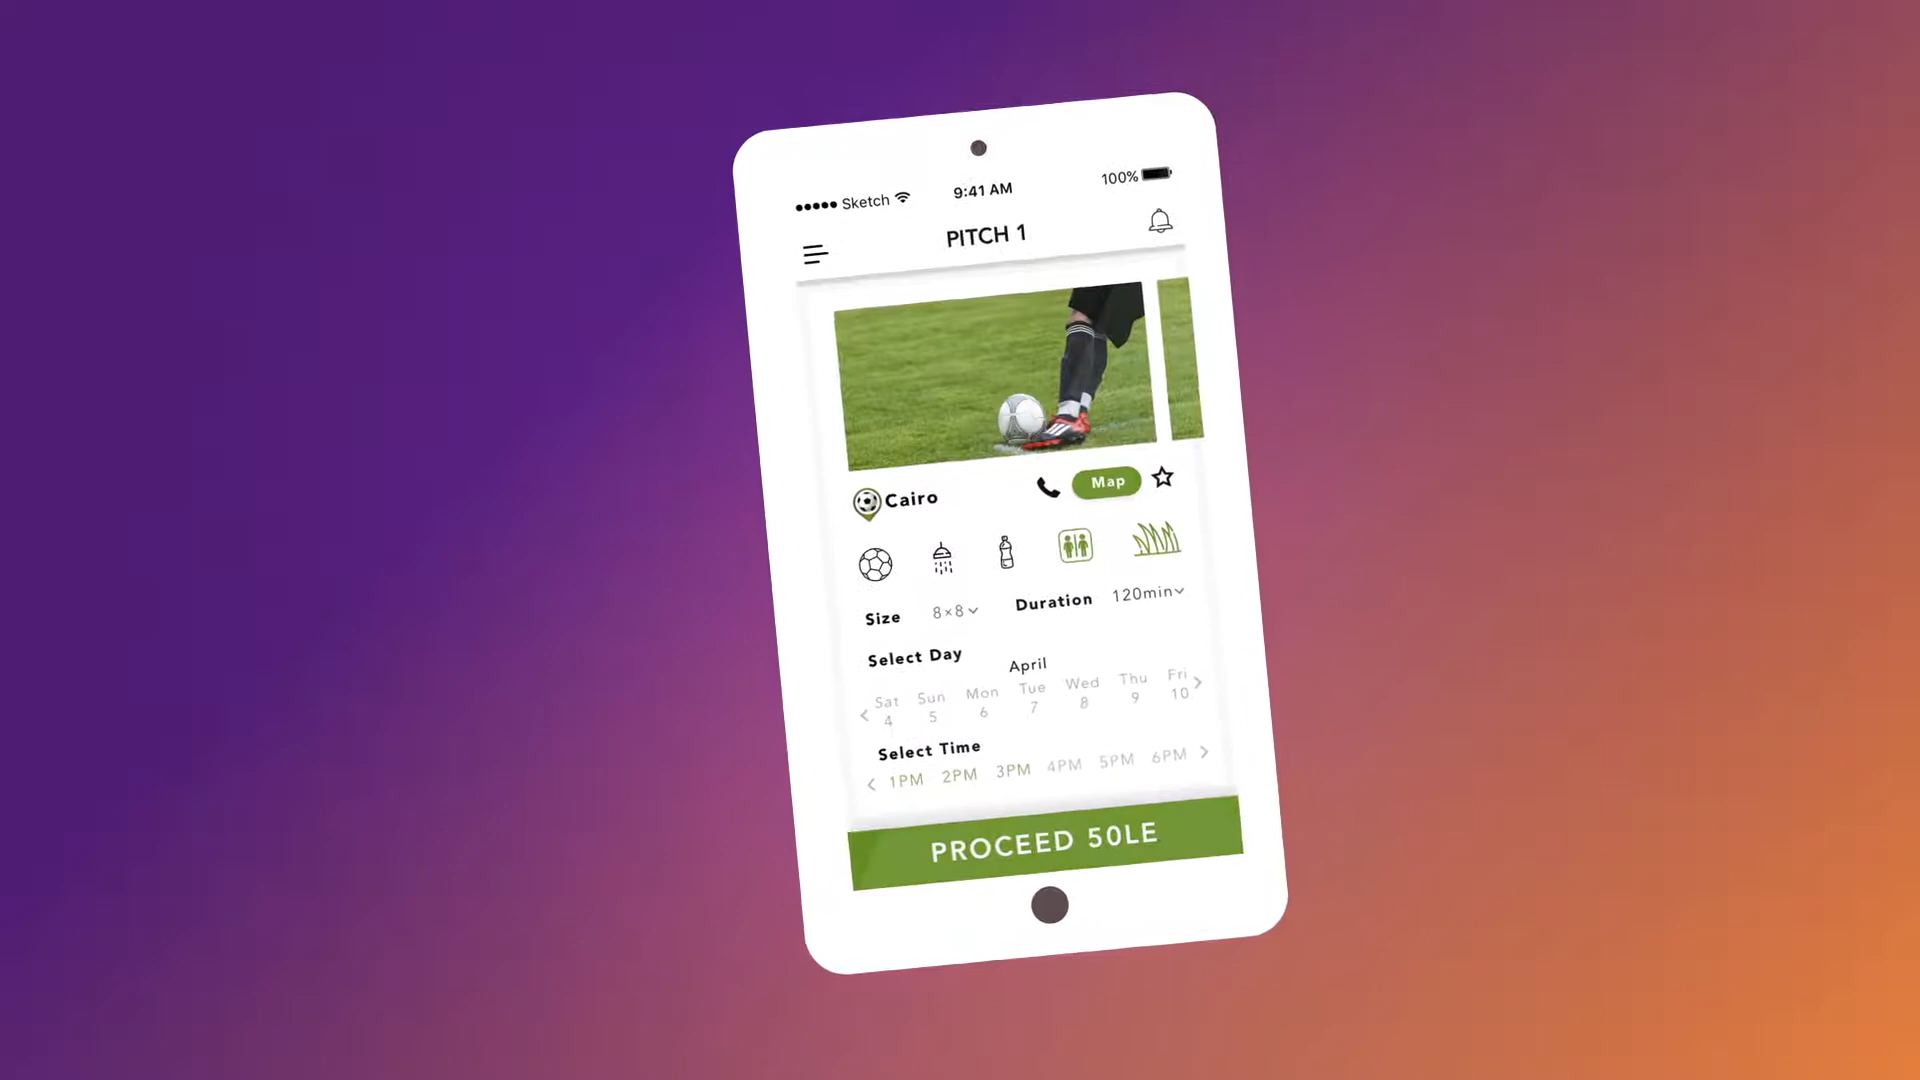 Sketch 9:41 AM 100%
PITCH 1
Cairo Map
Size 8×8 Duration 120min
Select Day
April
Sat Sun Mon Tue Wed Thu Fri
4 5 6 7 8 9 10
Select Time
1PM 2PM 3PM 4PM 5PM 6PM
PROCEED 50LE